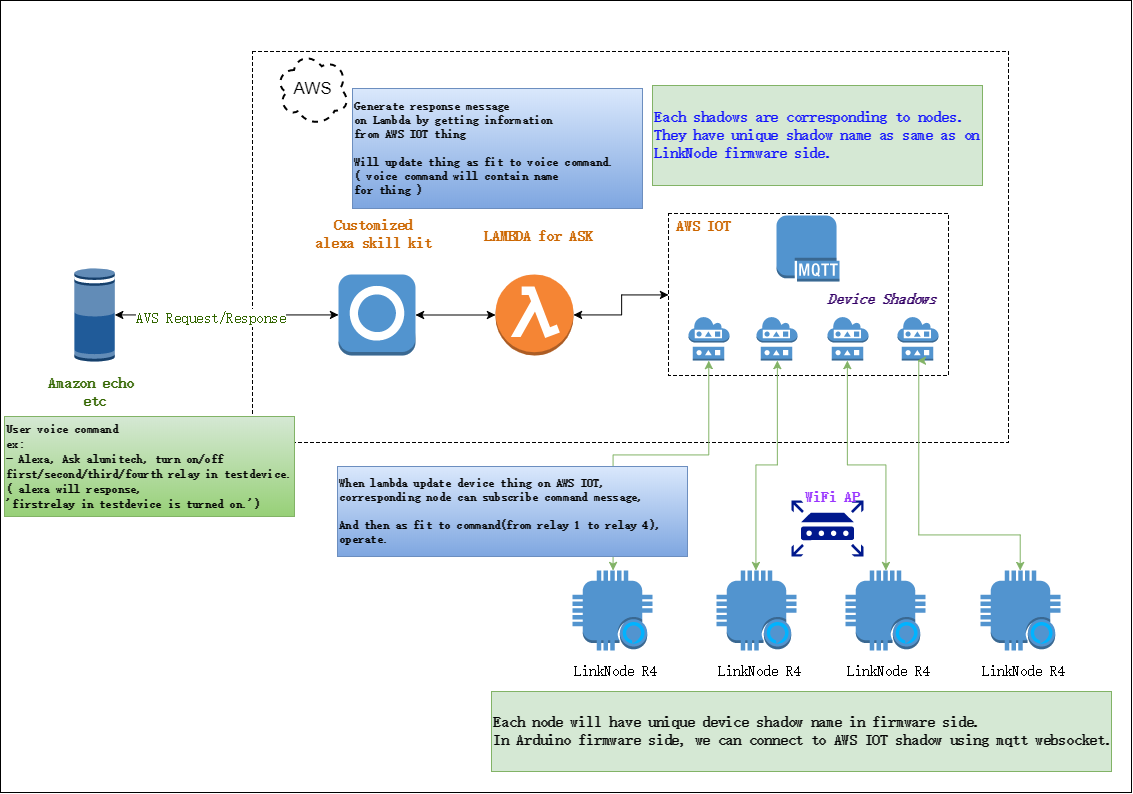 AWS
Generate response message
on Lambda by getting information
from AWS IOT thing
Will update thing as fit to voice command.
( voice command will contain name
for thing )
Each shadows are corresponding to nodes.
They have unique shadow name as same as on
LinkNode firmware side.
Customized
alexa skill kit
LAMBDA for ASK
AWS IOT
MQTT
Device Shadows
AVS Request/Response
Amazon echo
etc
User voice command
ex:
- Alexa, Ask alumitech, turn on/off
first/second/third/fourth relay in testdevice.
( alexa will response,
'firstrelay in testdevice is turned on.')
When lambda update device thing on AWS IOT,
corresponding node can subscribe command message,
And then as fit to command(from relay 1 to relay 4),
operate.
WiFi AP
LinkNode R4
LinkNode R4
LinkNode R4
LinkNode R4
Each node will have unique device shadow name in firmware side.
In Arduino firmware side, we can connect to AWS IOT shadow using mqtt websocket.